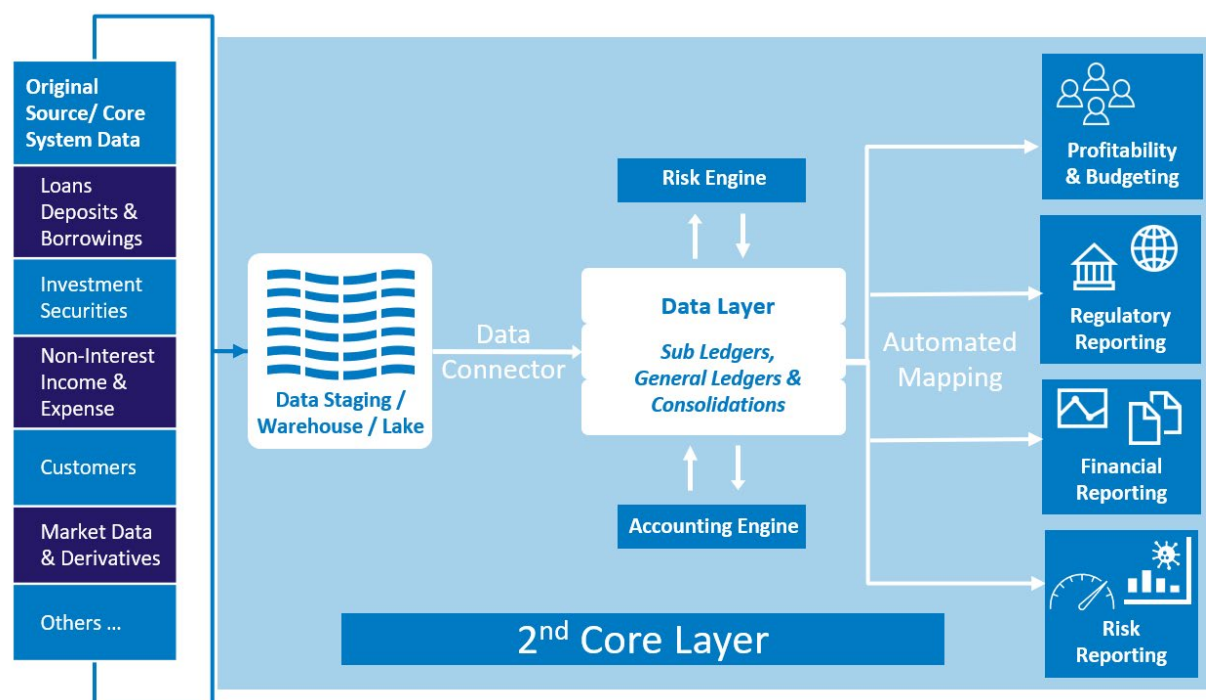 Original
Source/ Core
System Data
Loans
Deposits &
Borrowings
Investment
Securities
Non-Interest
Income &
Expense
Customers
Market Data
& Derivatives
Others ...
Data Staging /
Warehouse / Lake
Data
Connector
Risk Engine
Data Layer
Sub Ledgers,
General Ledgers &
Consolidations
Accounting Engine
Automated
Mapping
Profitability
& Budgeting
Regulatory
Reporting
Financial
Reporting
Risk
Reporting
2nd Core Layer